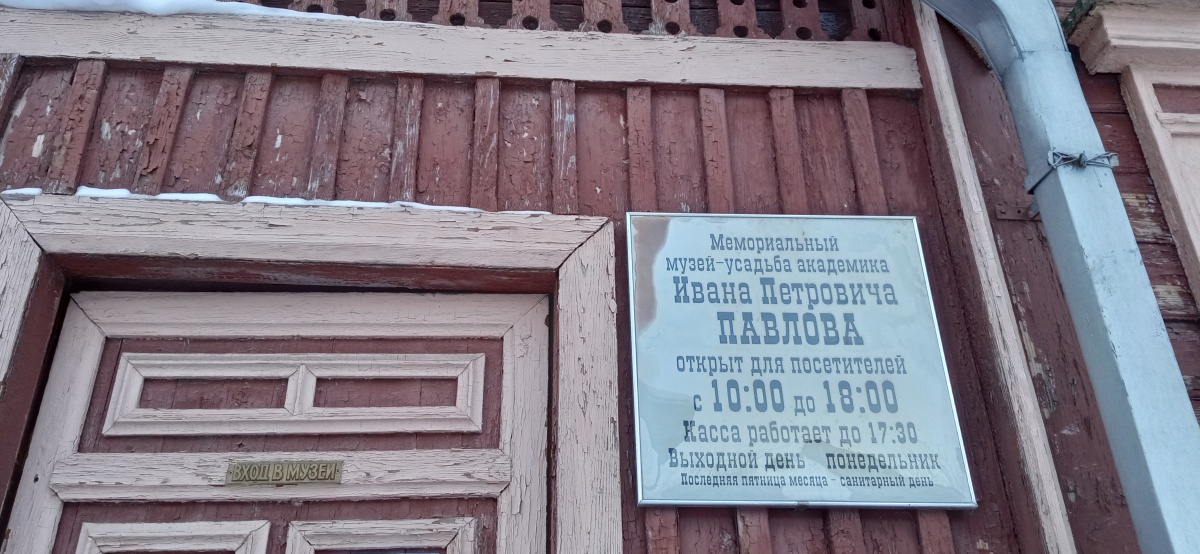 Мемориальный
музей-усадьба академика
Ивана Петровича
ПАВЛОВА
открыт для посетителей
с 10:00 до 18:00
Касса работает до 17:30
Выходной день понедельник
Последняя пятница месяца - санитарный день
ВХОД В МУЗЕЙ